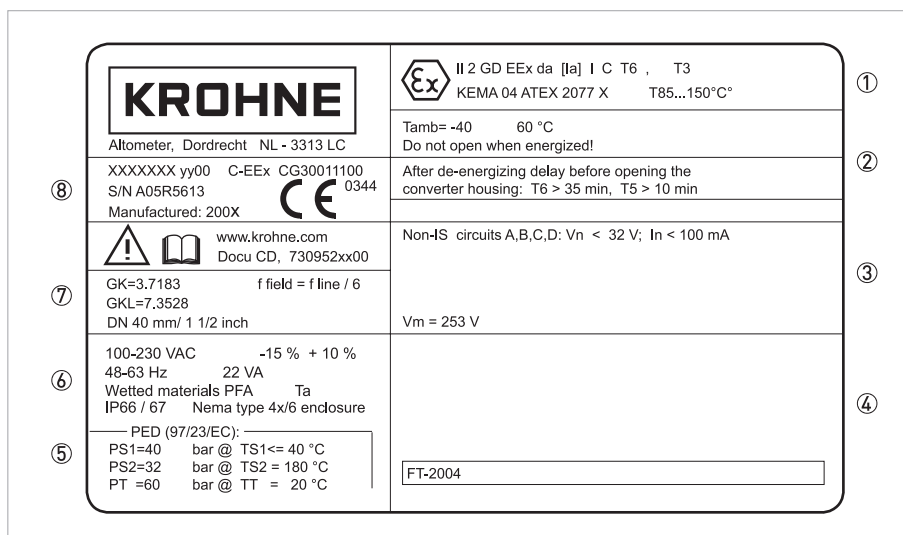 KROHNE
Altometer, Dordrecht NL - 3313 LC
⑧
XXXXXXX yy00 C-EEx CG30011100
S/N A05R5613
0344
Manufactured: 200X
CE
www.krohne.com
Docu CD, 730952xx00
⑦
GK=3.7183 f field = f line / 6
GKL=7.3528
DN 40 mm/ 1 1/2 inch
⑥
100-230 VAC -15 % + 10 %
48-63 Hz 22 VA
Wetted materials PFA Ta
IP66 / 67 Nema type 4x/6 enclosure
⑤
PED (97/23/EC):
PS1=40 bar @ TS1<= 40 °C
PS2=32 bar @ TS2 = 180 °C
PT =60 bar @ TT = 20 °C
Ex
II 2 GD EEx da [Ia] I C T6 , T3
KEMA 04 ATEX 2077 X T85...150°C°
①
Tamb= -40 60 °C
Do not open when energized!
②
After de-energizing delay before opening the
converter housing: T6 > 35 min, T5 > 10 min
Non-IS circuits A,B,C,D: Vn < 32 V; In < 100 mA
③
Vm = 253 V
④
FT-2004